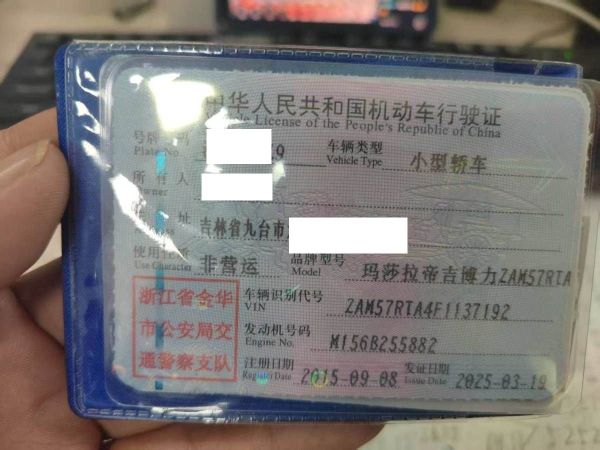 中华人民共和国机动车行驶证
License of the People's Republic of China
号牌 码 9 车辆类型 小型轿车
Plate No. Vehicle Type
所有人
Owner
住址 吉林省九台市
使用性质 非营运 品牌型号 玛莎拉帝吉博力ZAM57RTA
Use Character Model
浙江省金华
市公安局交
通警察支队
车辆识别代号 ZAM57RTA4F1137192
VIN
发动机号码 M156B255882
Engine No.
注册日期 2015-09-08 发证日期 2025-03-19
Register Date Issue Date